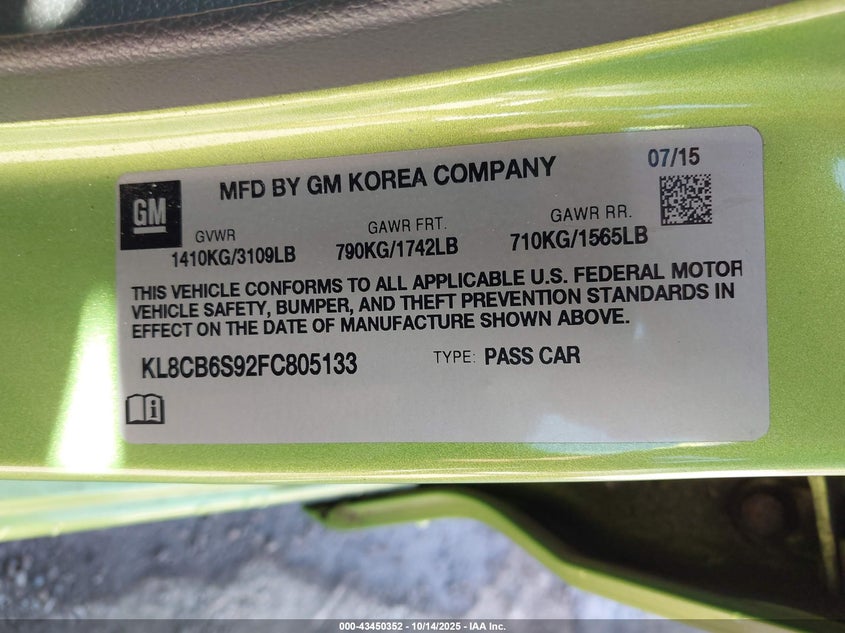 07/15
GM
MFD BY GM KOREA COMPANY
GVWR GAWR FRT. GAWR RR.
1410KG/3109LB 790KG/1742LB 710KG/1565LB
THIS VEHICLE CONFORMS TO ALL APPLICABLE U.S. FEDERAL MOTOR
VEHICLE SAFETY, BUMPER, AND THEFT PREVENTION STANDARDS IN
EFFECT ON THE DATE OF MANUFACTURE SHOWN ABOVE.
KL8CB6S92FC805133 TYPE: PASS CAR
000-43450352 | 10/14/2025 | IAA Inc.